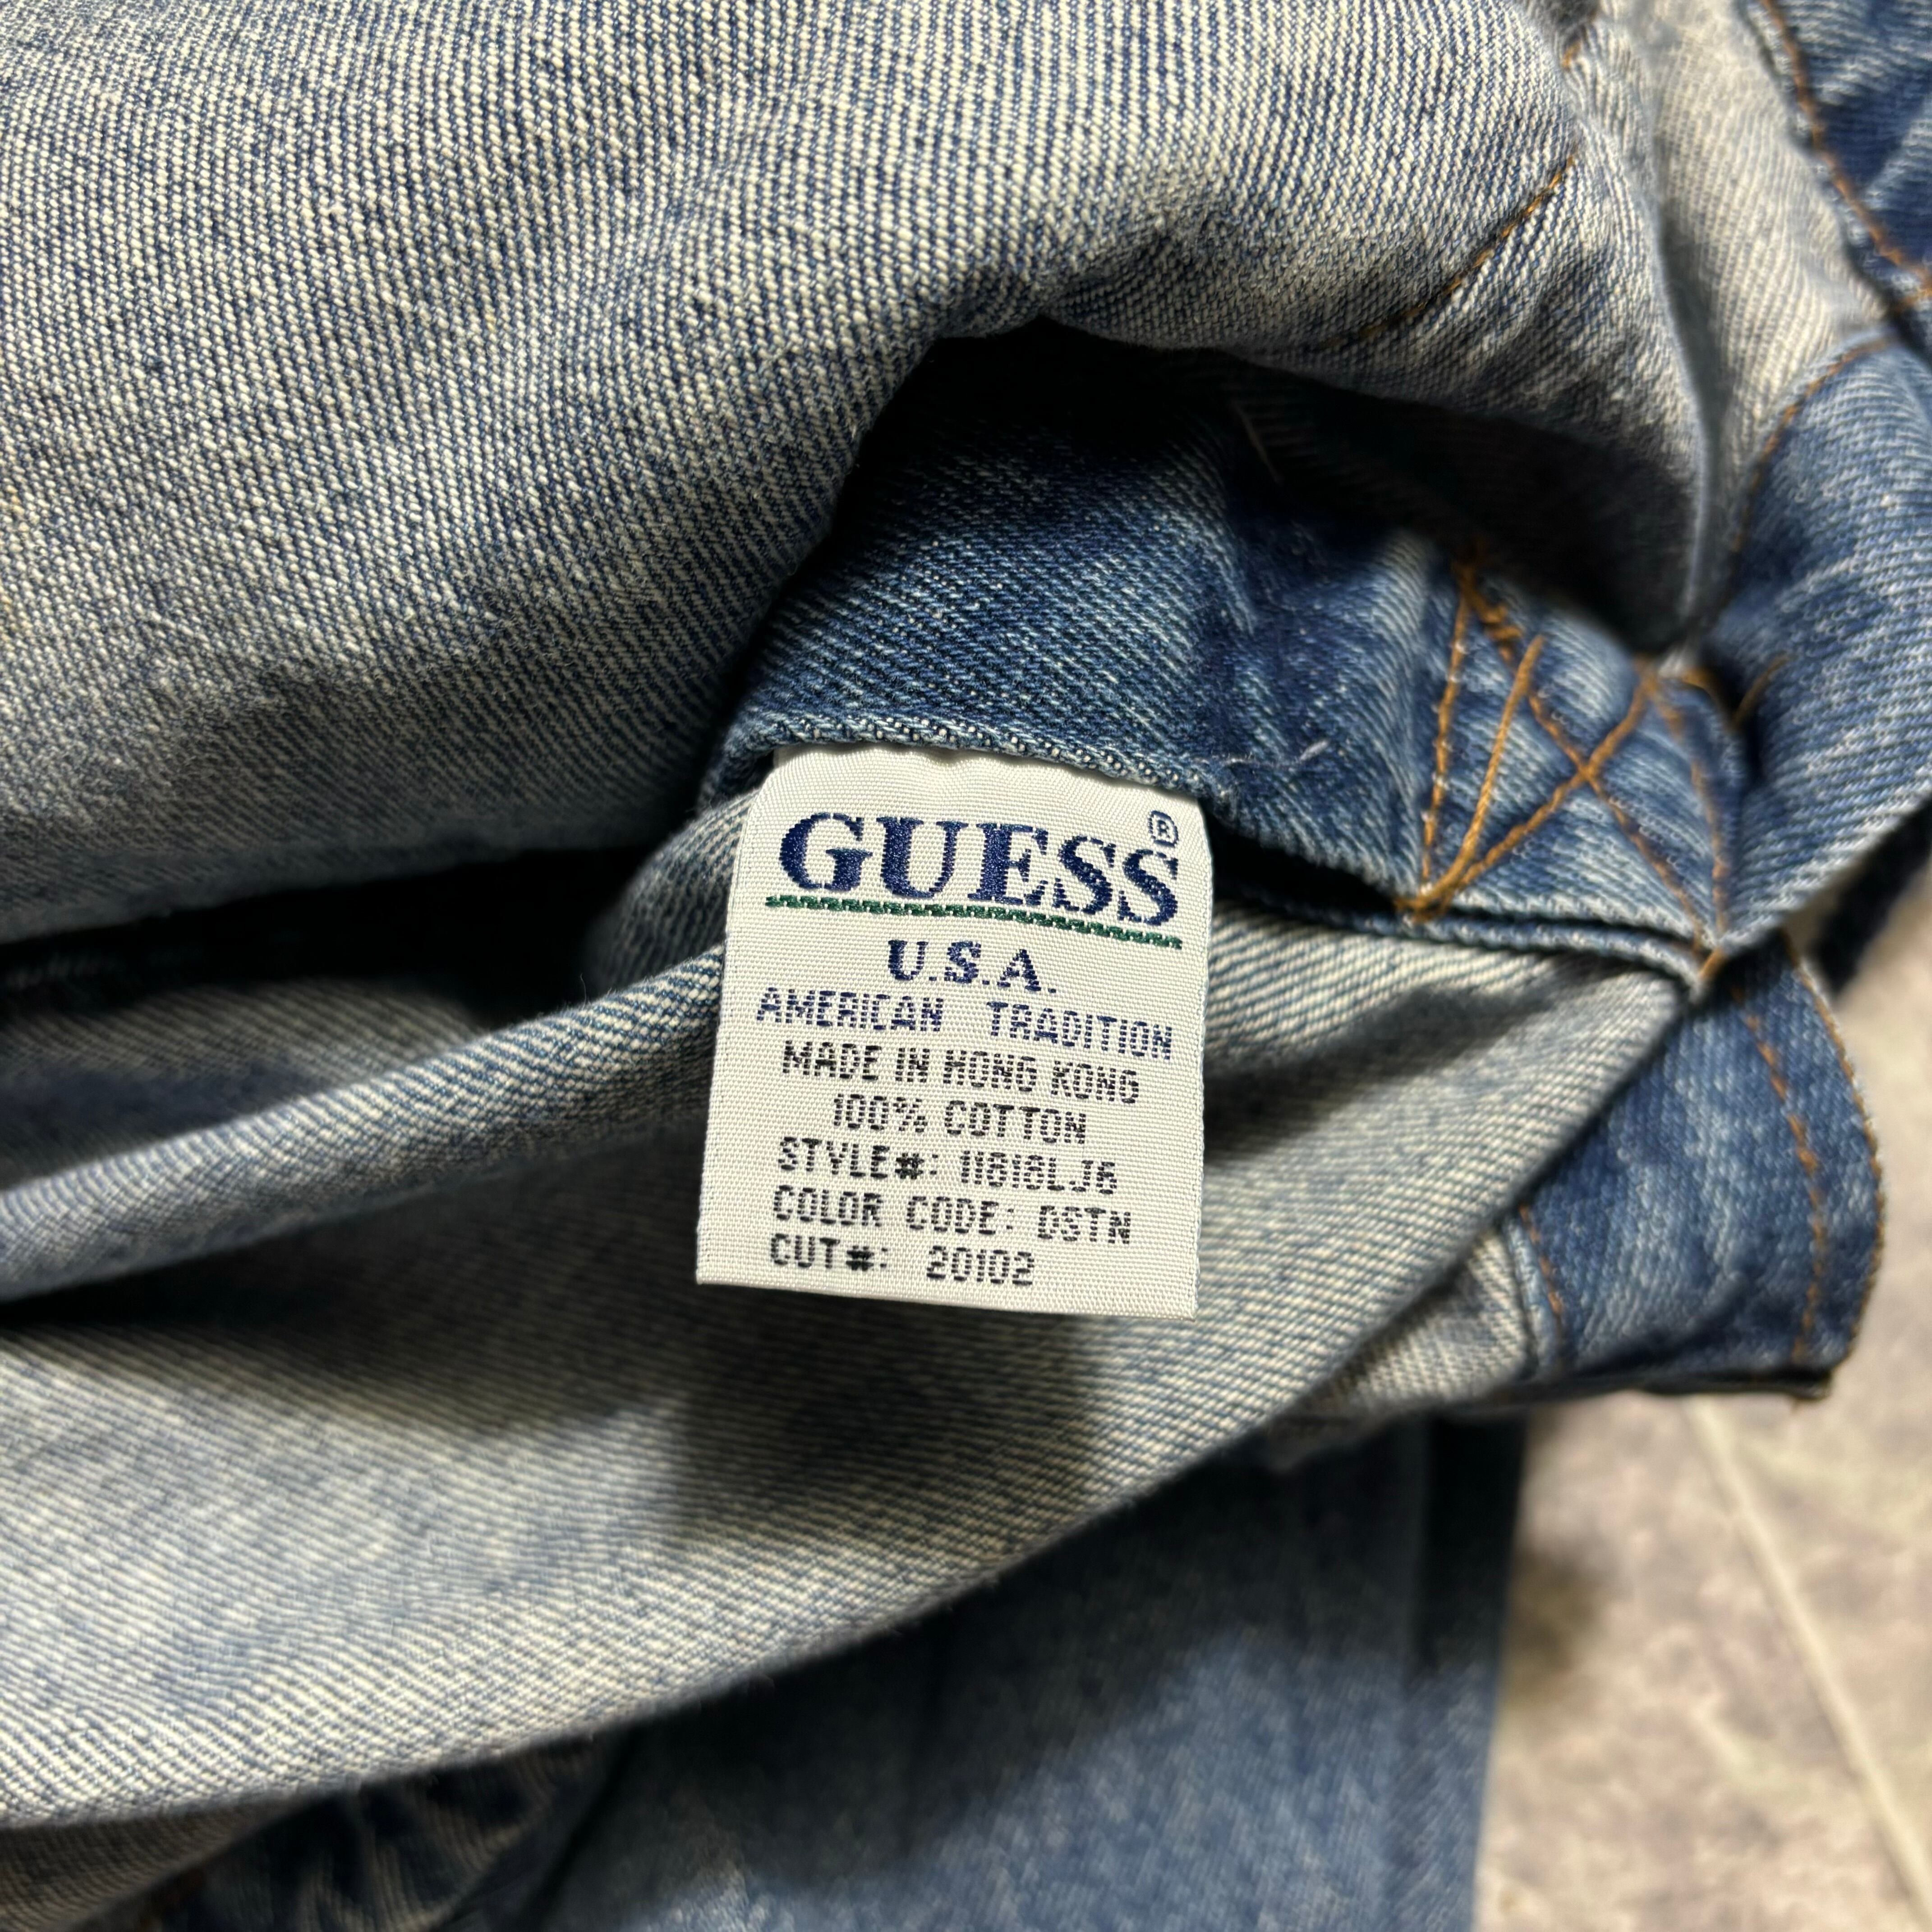 GUESS®
U.S.A.
AMERICAN TRADITION
MADE IN HONG KONG
100% COTTON
STYLE#: 11618LJ6
COLOR CODE: DSTN
CUT#: 20102